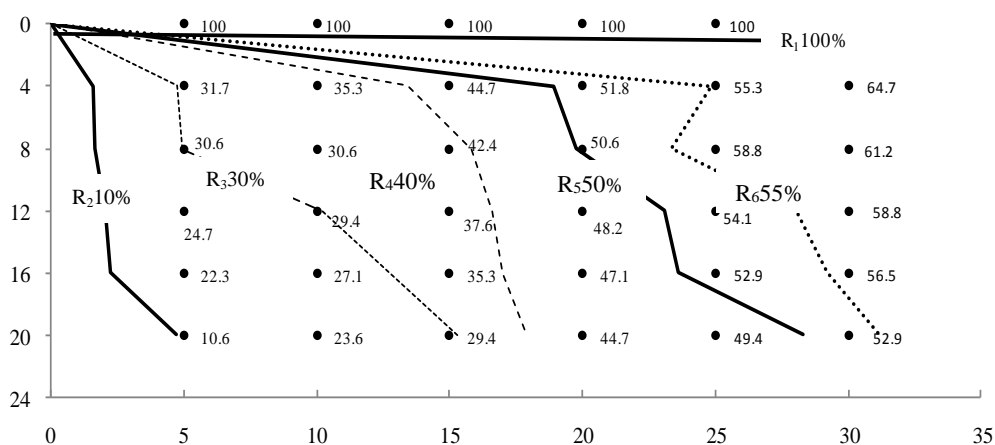 0 100 100 100 100 100
R₁100%
4 31.7 35.3 44.7 51.8 55.3 64.7
8 30.6 30.6 42.4 50.6 58.8 61.2
R₂10% R₃30% R₄40% R₅50% R₆55%
12 24.7 29.4 37.6 48.2 54.1 58.8
16 22.3 27.1 35.3 47.1 52.9 56.5
20 10.6 23.6 29.4 44.7 49.4 52.9
24
0 5 10 15 20 25 30 35